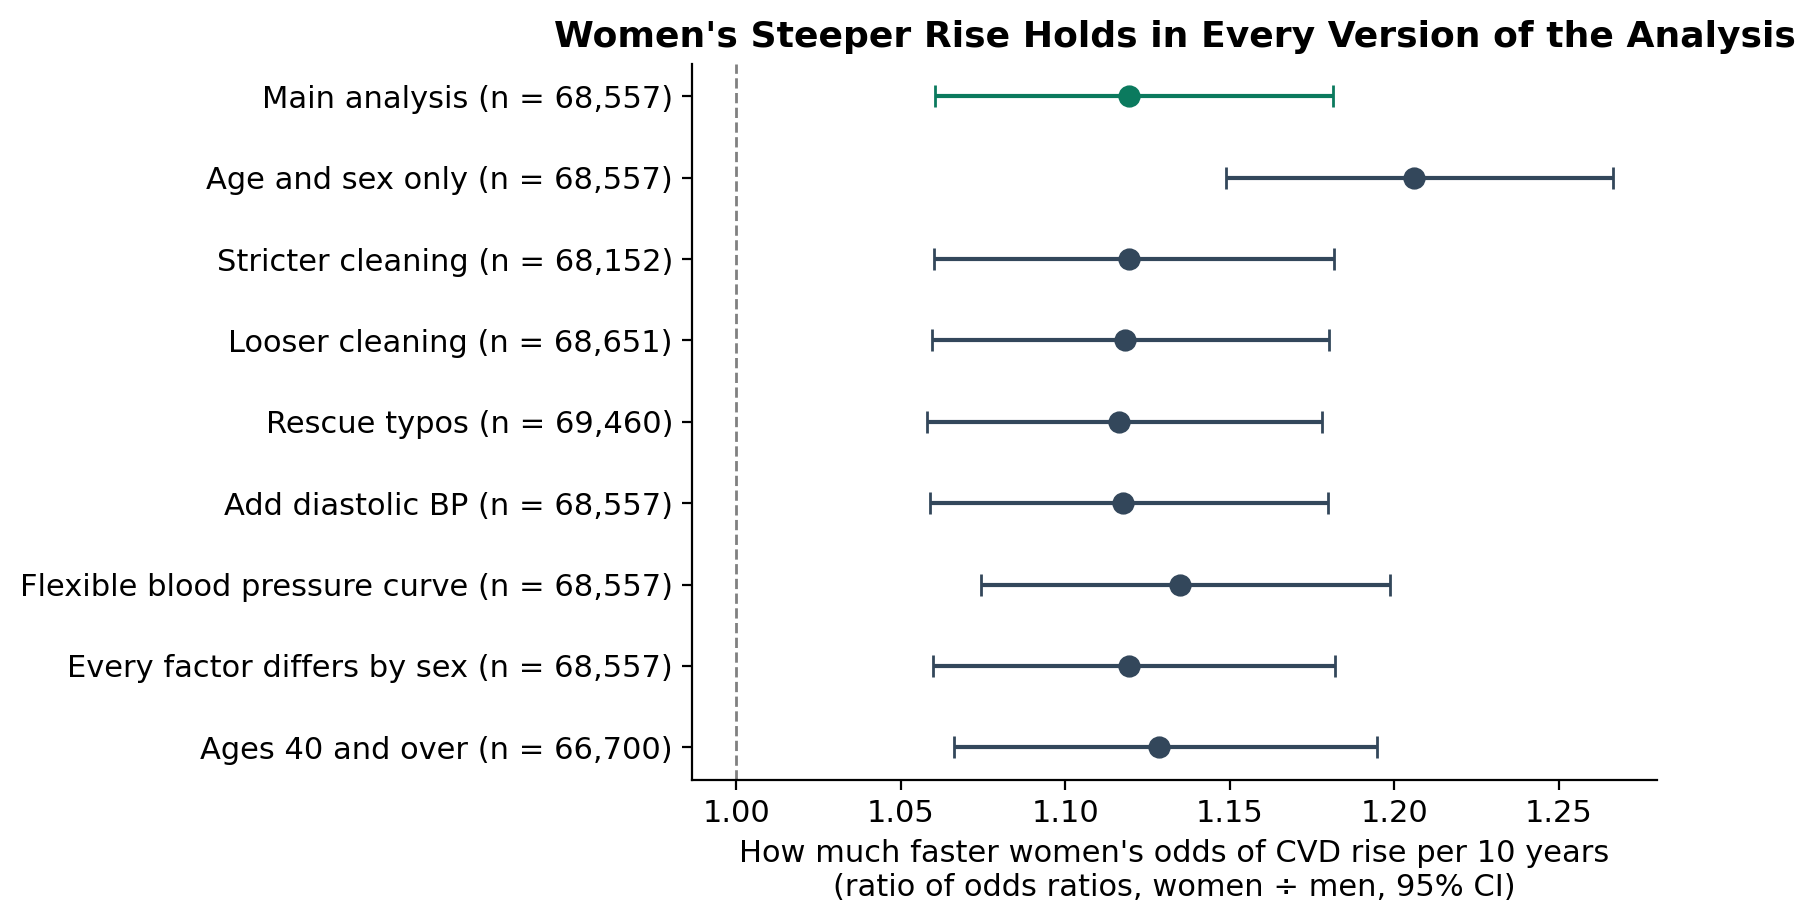 Women's Steeper Rise Holds in Every Version of the Analysis
Main analysis (n = 68,557)
Age and sex only (n = 68,557)
Stricter cleaning (n = 68,152)
Looser cleaning (n = 68,651)
Rescue typos (n = 69,460)
Add diastolic BP (n = 68,557)
Flexible blood pressure curve (n = 68,557)
Every factor differs by sex (n = 68,557)
Ages 40 and over (n = 66,700)
1.00 1.05 1.10 1.15 1.20 1.25
How much faster women's odds of CVD rise per 10 years
(ratio of odds ratios, women ÷ men, 95% CI)